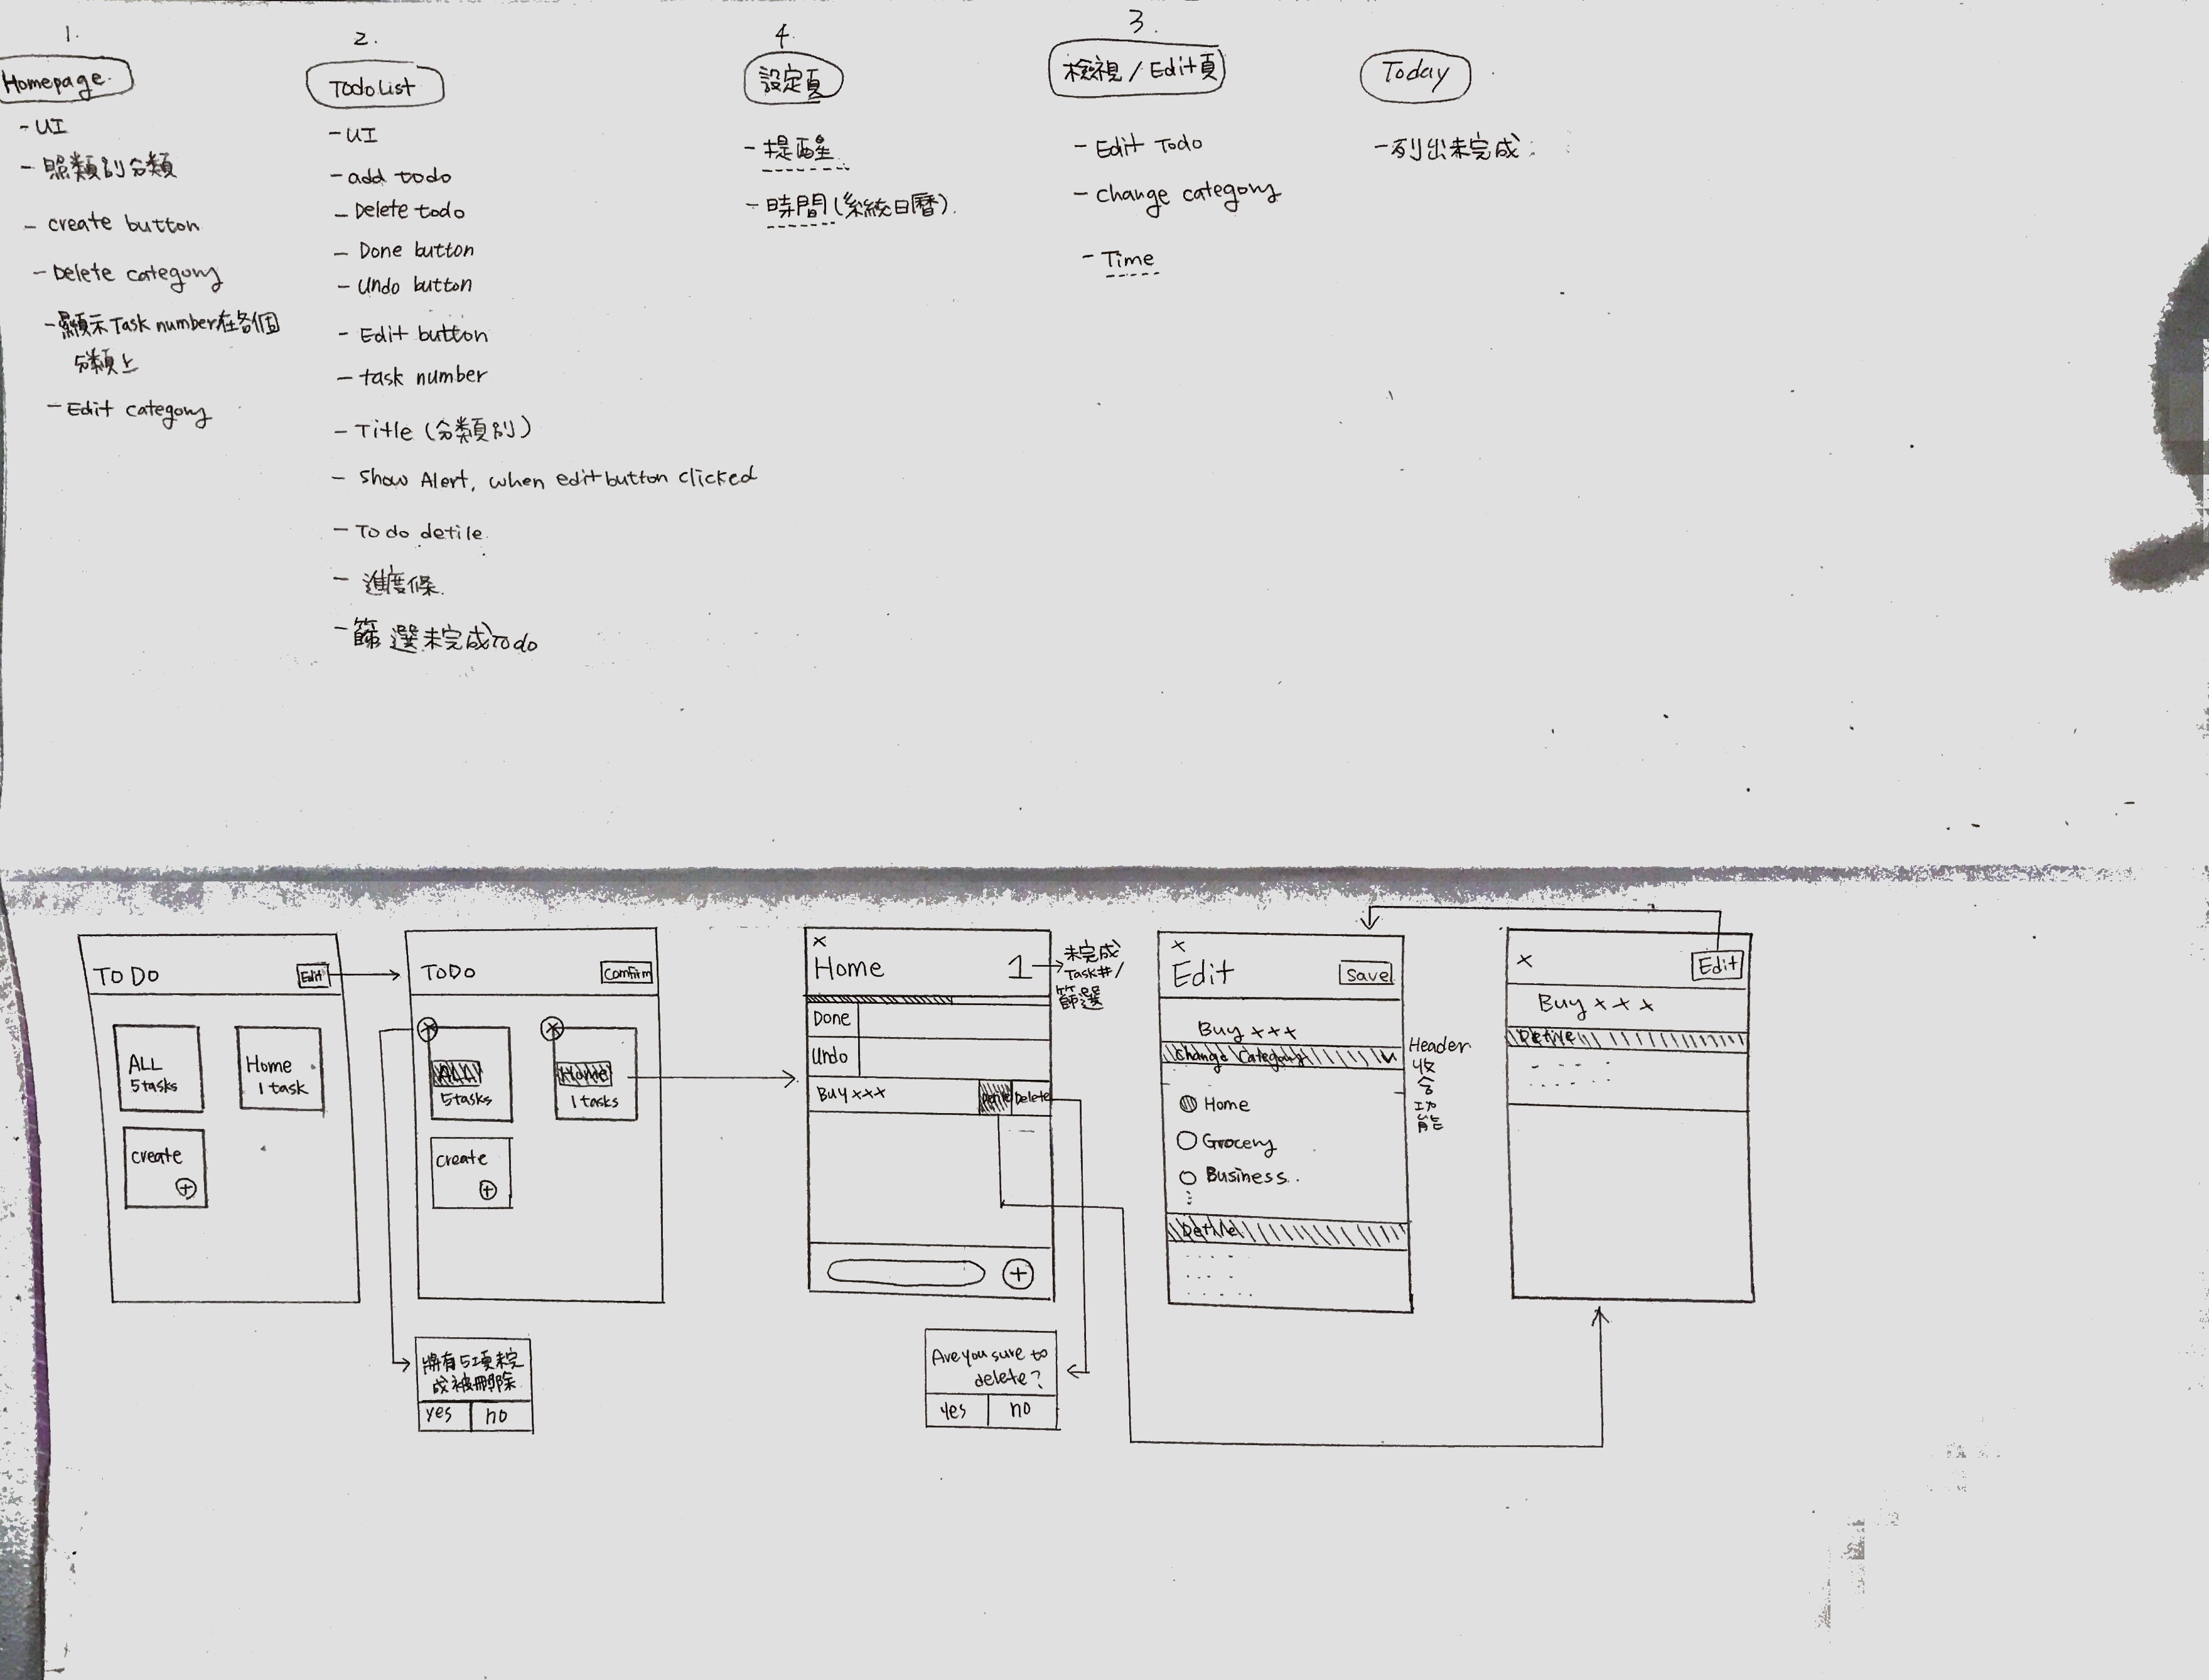 1.
Homepage.
- UI
- 照類別分類
- create button
- Delete category
- 顯示Task number在各個
分類上
- Edit category
2.
Todo List
- UI
- add todo
- Delete todo
- Done button
- Undo button
- Edit button
- task number
- Title (分類別)
- Show Alert, when edit button clicked
- To do detile
- 進度條
- 篩選未完成Todo
4.
設定頁
- 提醒
- 時間(系統日曆).
3.
檢視/Edit頁
- Edit Todo
- change category
- Time
Today
- 列出未完成
TO DO
Edit
ALL
5 tasks
Home
1 task
create
+
TODO
Comfirm
ALL
5 tasks
Home
1 tasks
create
+
將有5項未完
成被刪除
yes
no
×
Home
1
未完成
Task#/
篩選
Done
Undo
Buy xxx
Detile
Delete
+
Are you sure to
delete?
yes
no
×
Edit
Save
Buy xxx
Change Category
Home
Grocery
Business..
Detile
Header
收
合
功
能
×
Edit
Buy xxx
Detile